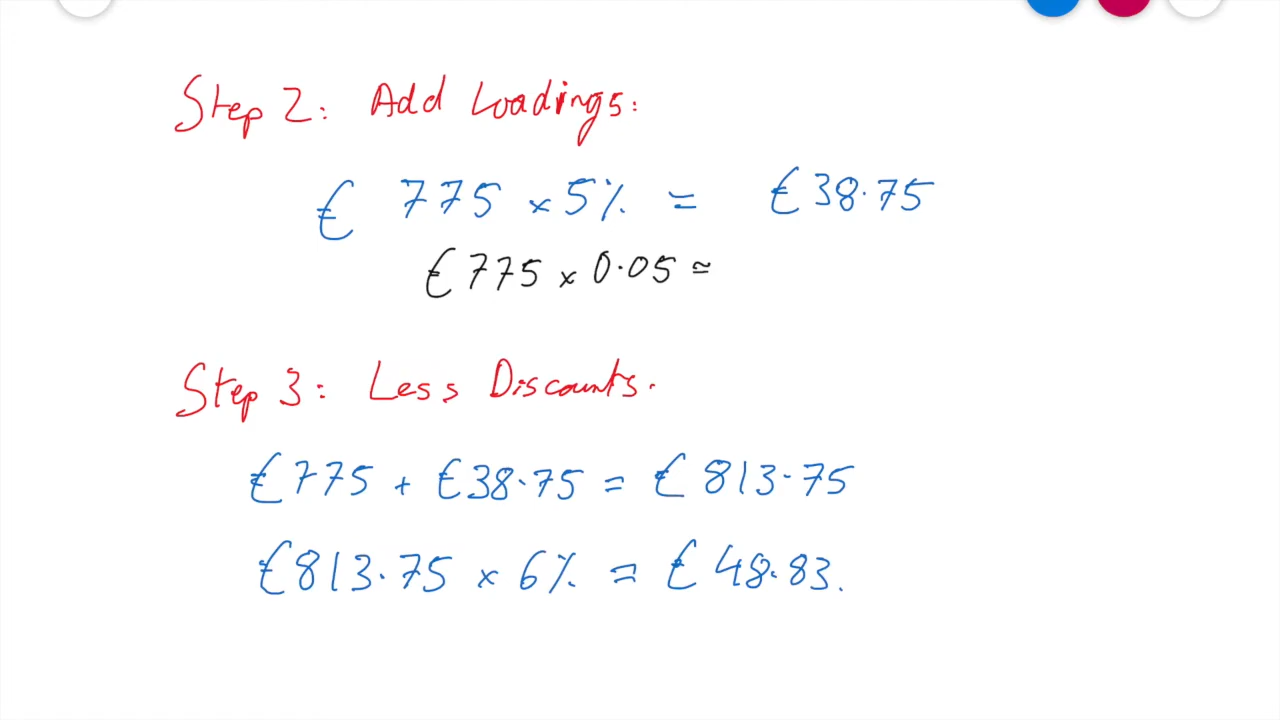 Step 2: Add Loadings:
€ 775 × 5% = €38.75
€775 × 0.05 =
Step 3: Less Discounts.
€775 + €38.75 = €813.75
€813.75 × 6% = €48.83.